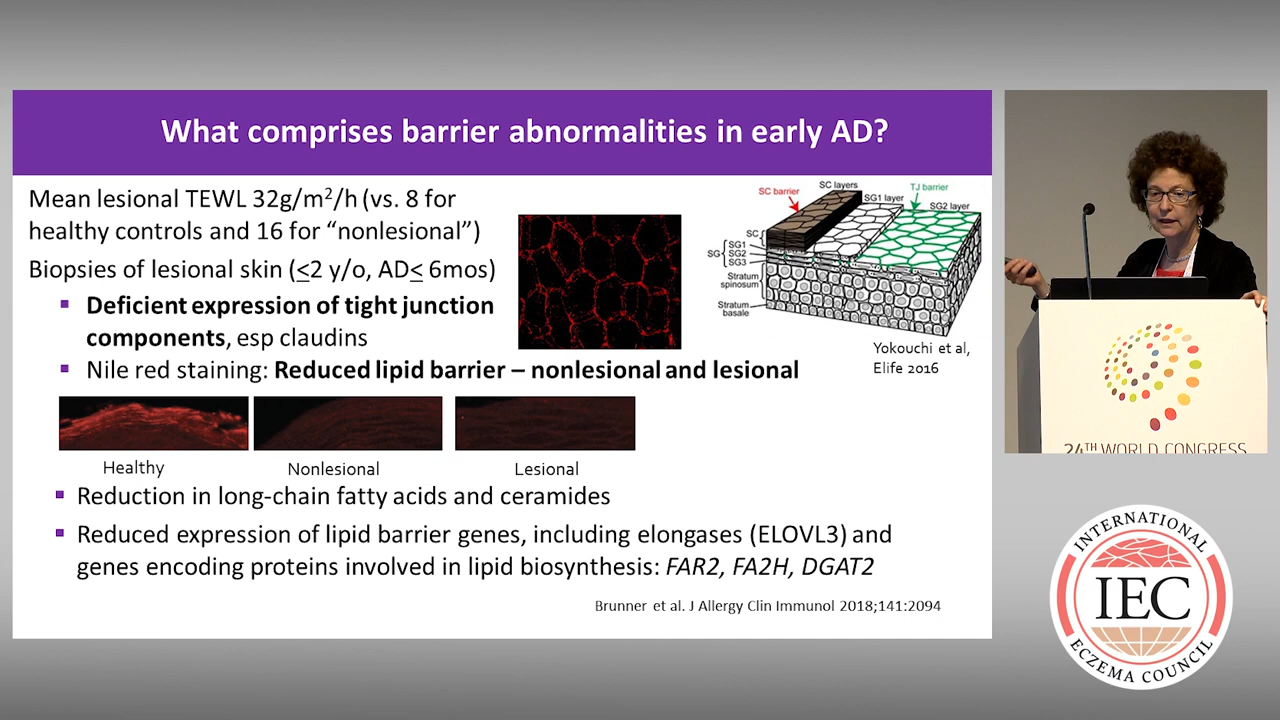 What comprises barrier abnormalities in early AD?
Mean lesional TEWL 32g/m²/h (vs. 8 for
healthy controls and 16 for “nonlesional”)
Biopsies of lesional skin (≤2 y/o, AD≤ 6mos)
▪ Deficient expression of tight junction
components, esp claudins
▪ Nile red staining: Reduced lipid barrier – nonlesional and lesional
SC barrier
SC layers
SG1 layer
TJ barrier
SG2 layer
SC
SG
SG1
SG2
SG3
Stratum
spinosum
Stratum
basale
Yokouchi et al,
Elife 2016
Healthy
Nonlesional
Lesional
▪ Reduction in long-chain fatty acids and ceramides
▪ Reduced expression of lipid barrier genes, including elongases (ELOVL3) and
genes encoding proteins involved in lipid biosynthesis: FAR2, FA2H, DGAT2
Brunner et al. J Allergy Clin Immunol 2018;141:2094
24TH WORLD CONGRESS
INTERNATIONAL
IEC
ECZEMA COUNCIL